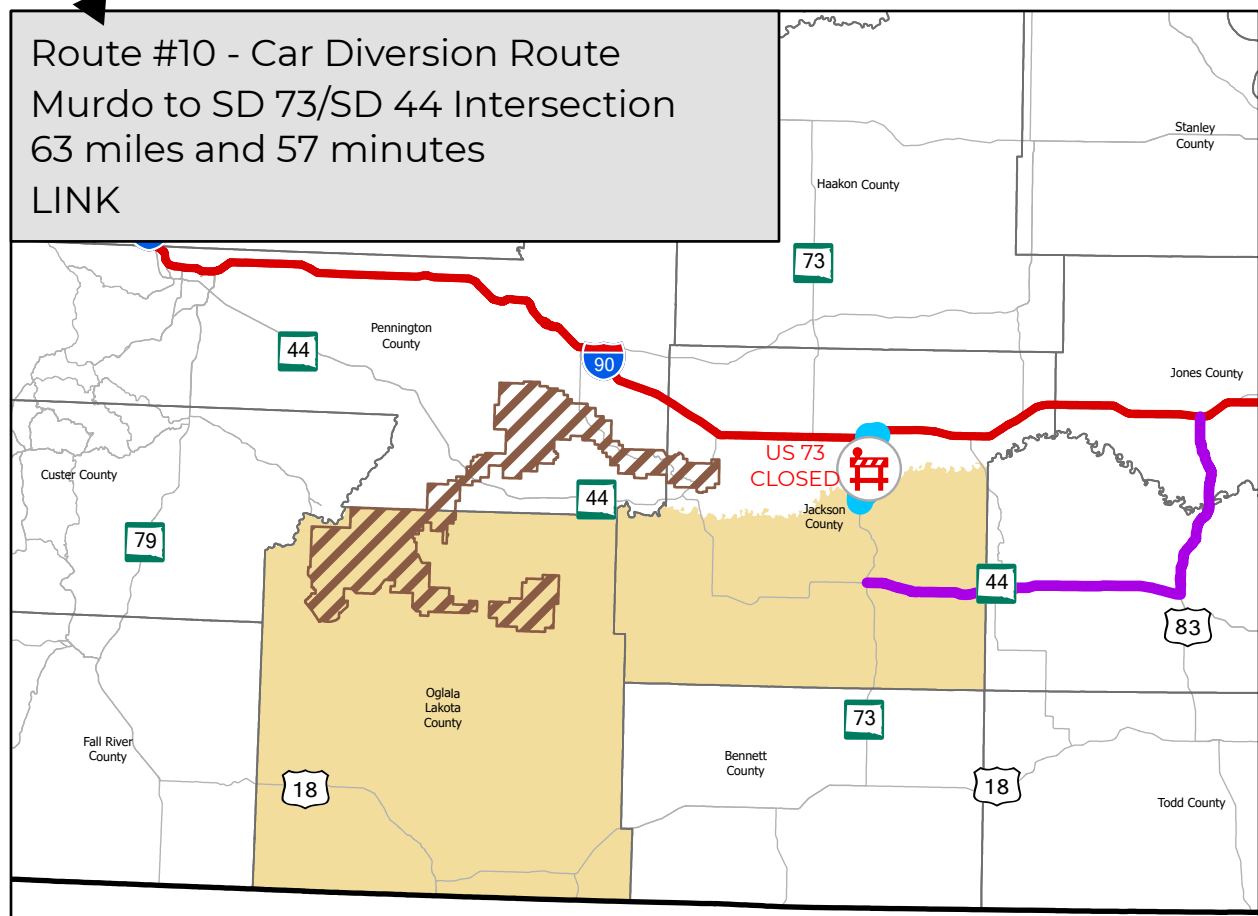 Route #10 - Car Diversion Route
Murdo to SD 73/SD 44 Intersection
63 miles and 57 minutes
LINK
Stanley
County
Haakon County
73
Pennington
County
44
90
Jones County
US 73
CLOSED
Custer County
44
Jackson
County
79
44
83
Oglala
Lakota
County
73
Fall River
County
Bennett
County
18
18
Todd County